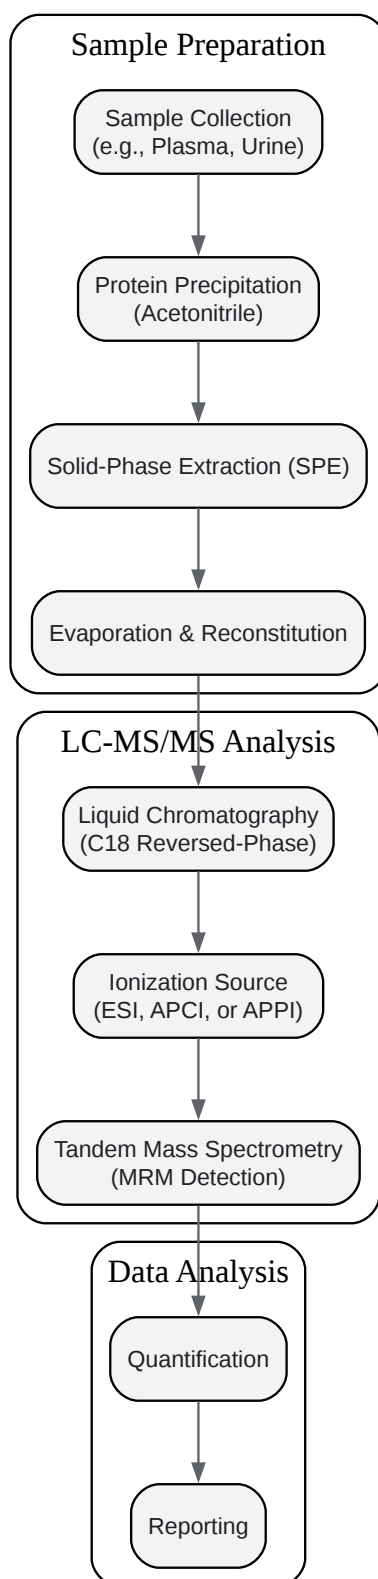 Sample Preparation
Sample Collection
(e.g., Plasma, Urine)
Protein Precipitation
(Acetonitrile)
Solid-Phase Extraction (SPE)
Evaporation & Reconstitution
LC-MS/MS Analysis
Liquid Chromatography
(C18 Reversed-Phase)
Ionization Source
(ESI, APCI, or APPI)
Tandem Mass Spectrometry
(MRM Detection)
Data Analysis
Quantification
Reporting